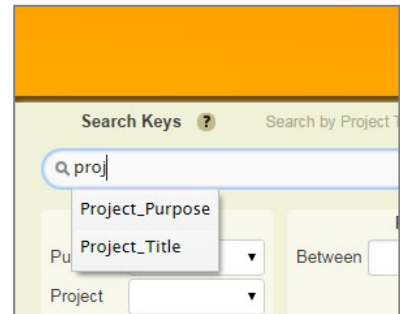 Search Keys ? Search by Project T
proj
Project_Purpose
Project_Title
Pu
Between
Project